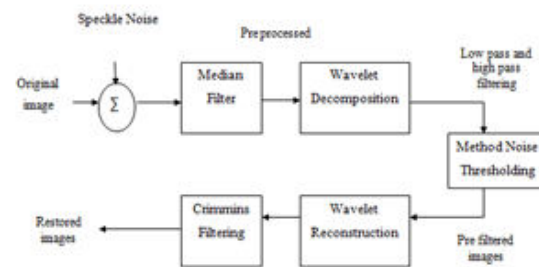 Speckle Noise
Preprocessed
Original
image
Σ
Median
Filter
Wavelet
Decomposition
Low pass and
high pass
filtering
Method Noise
Thresholding
Pre filtered
images
Wavelet
Reconstruction
Crimmins
Filtering
Restored
images